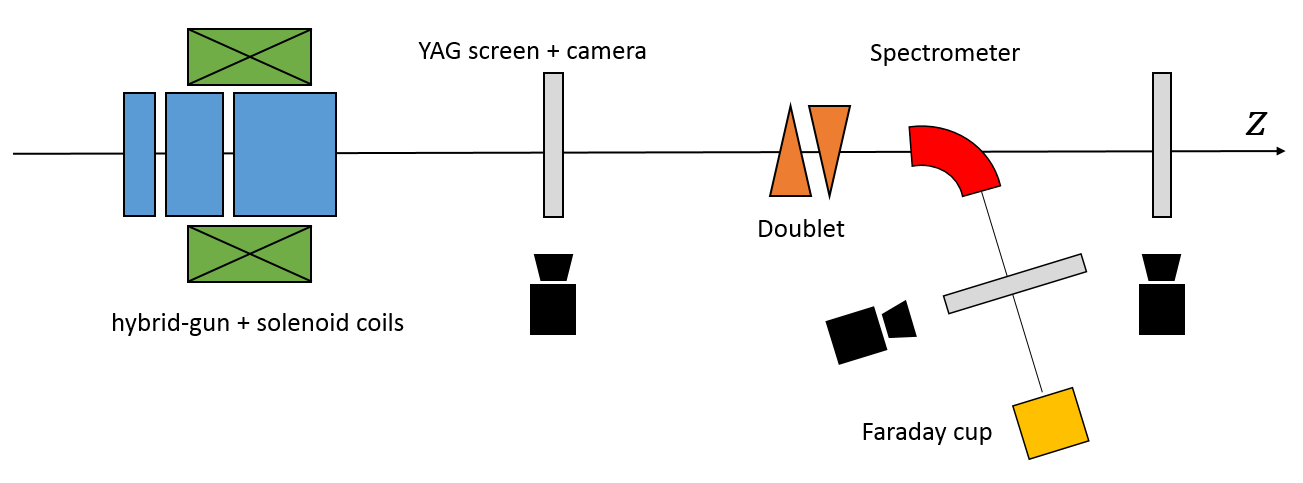 YAG screen + camera
Spectrometer
z
Doublet
hybrid-gun + solenoid coils
Faraday cup